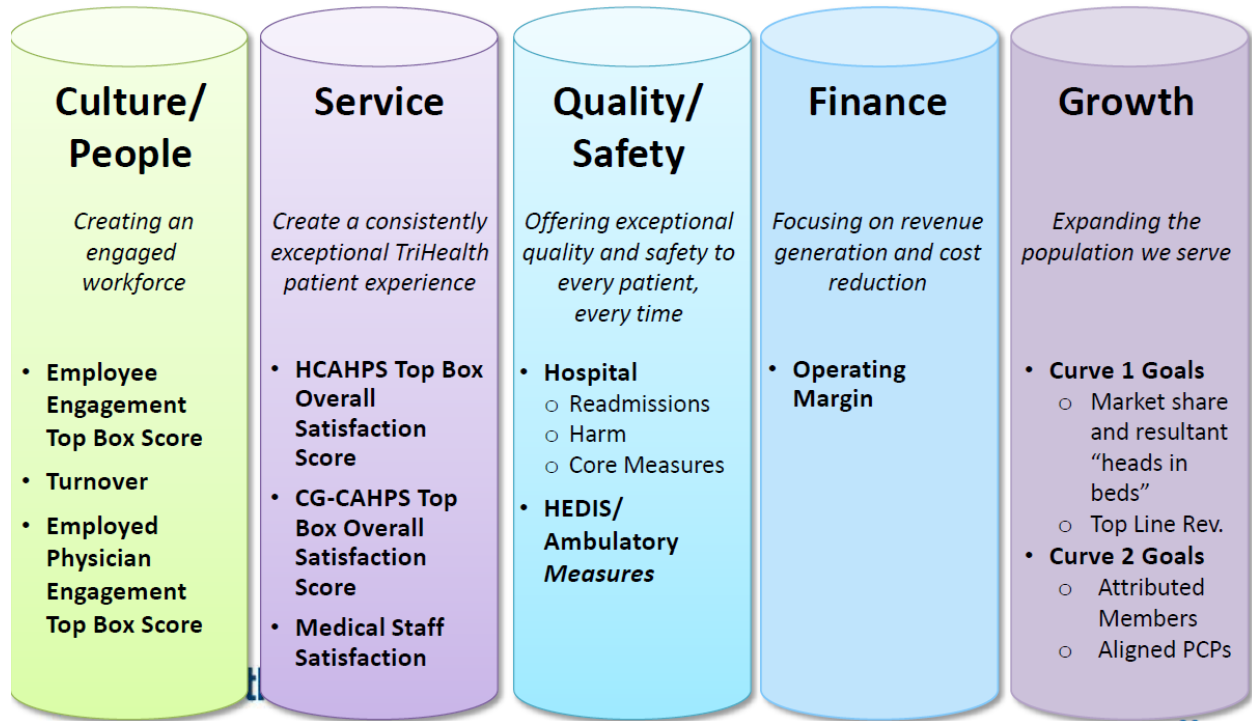 Culture/
People
Creating an
engaged
workforce
• Employee
Engagement
Top Box Score
• Turnover
• Employed
Physician
Engagement
Top Box Score
Service
Create a consistently
exceptional TriHealth
patient experience
• HCAHPS Top Box
Overall
Satisfaction
Score
• CG-CAHPS Top
Box Overall
Satisfaction
Score
• Medical Staff
Satisfaction
Quality/
Safety
Offering exceptional
quality and safety to
every patient,
every time
• Hospital
o Readmissions
o Harm
o Core Measures
• HEDIS/
Ambulatory
Measures
Finance
Focusing on revenue
generation and cost
reduction
• Operating
Margin
Growth
Expanding the
population we serve
• Curve 1 Goals
o Market share
and resultant
“heads in
beds”
o Top Line Rev.
• Curve 2 Goals
o Attributed
Members
o Aligned PCPs